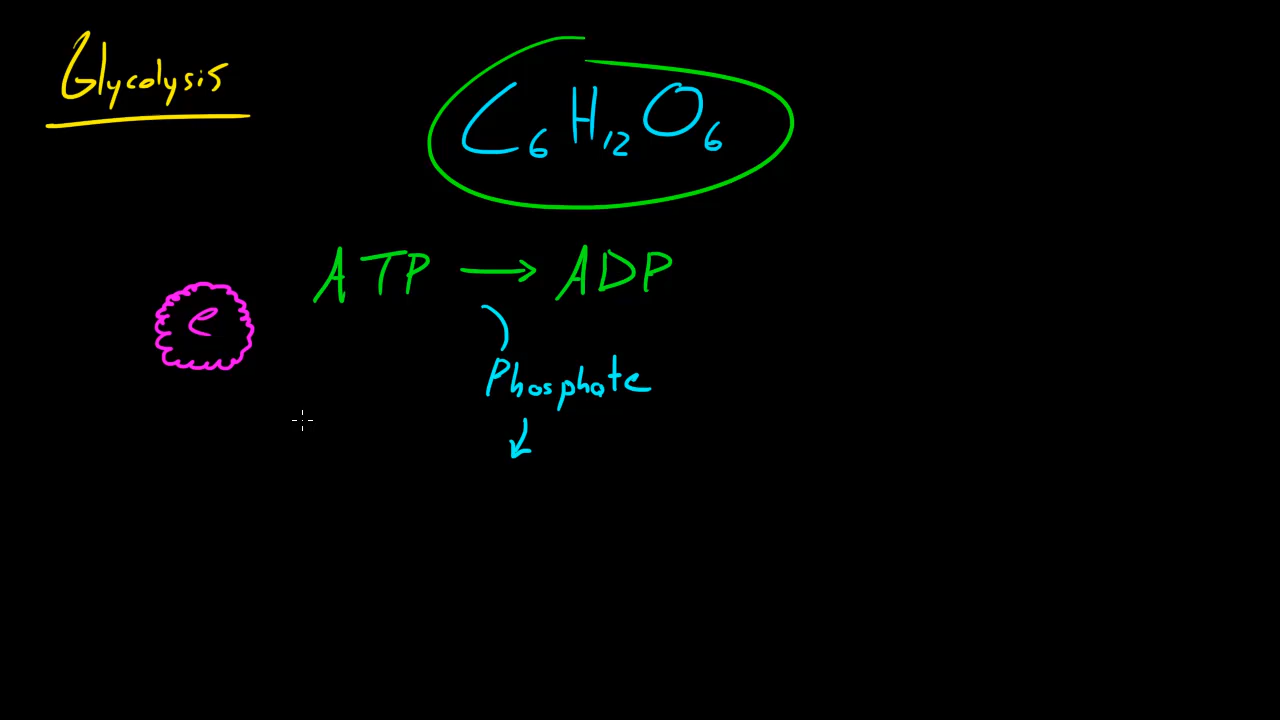 Glycolysis
C₆H₁₂O₆
ATP → ADP
e
Phosphate